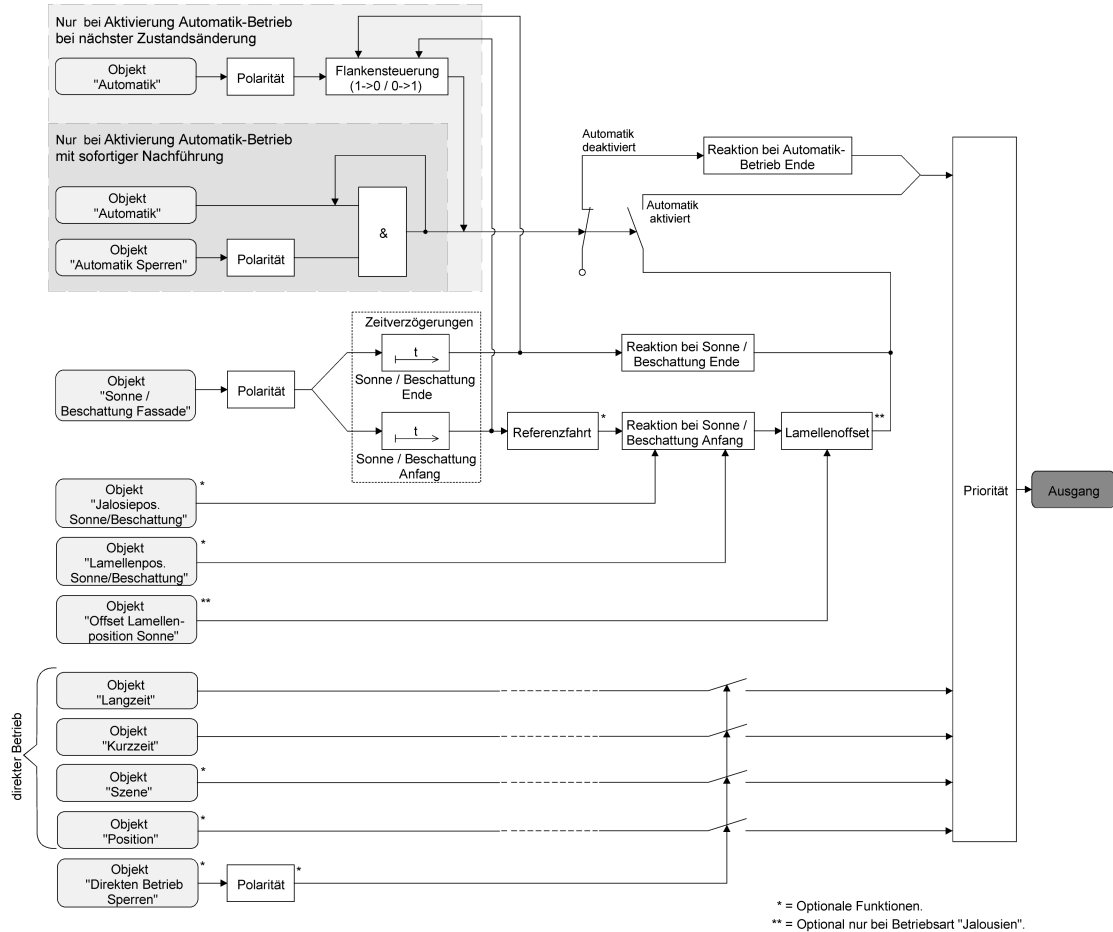 Nur bei Aktivierung Automatik-Betrieb
bei nächster Zustandsänderung
Objekt
"Automatik"
Polarität
Flankensteuerung
(1->0 / 0->1)
Nur bei Aktivierung Automatik-Betrieb
mit sofortiger Nachführung
Objekt
"Automatik"
Objekt
"Automatik Sperren"
Polarität
&
Automatik
deaktiviert
Reaktion bei Automatik-
Betrieb Ende
Automatik
aktiviert
Zeitverzögerungen
t
Sonne / Beschattung
Ende
Reaktion bei Sonne /
Beschattung Ende
Objekt
"Sonne /
Beschattung Fassade"
Polarität
t
Sonne / Beschattung
Anfang
Referenzfahrt
*
Reaktion bei Sonne /
Beschattung Anfang
Lamellenoffset
**
Objekt
"Jalosiepos.
Sonne/Beschattung"
*
Objekt
"Lamellenpos.
Sonne/Beschattung"
*
Objekt
"Offset Lamellen-
position Sonne"
**
Priorität
Ausgang
direkter Betrieb
Objekt
"Langzeit"
Objekt
"Kurzzeit"
Objekt
"Szene"
*
Objekt
"Position"
*
Objekt
"Direkten Betrieb
Sperren"
*
Polarität
*
* = Optionale Funktionen.
** = Optional nur bei Betriebsart "Jalousien".